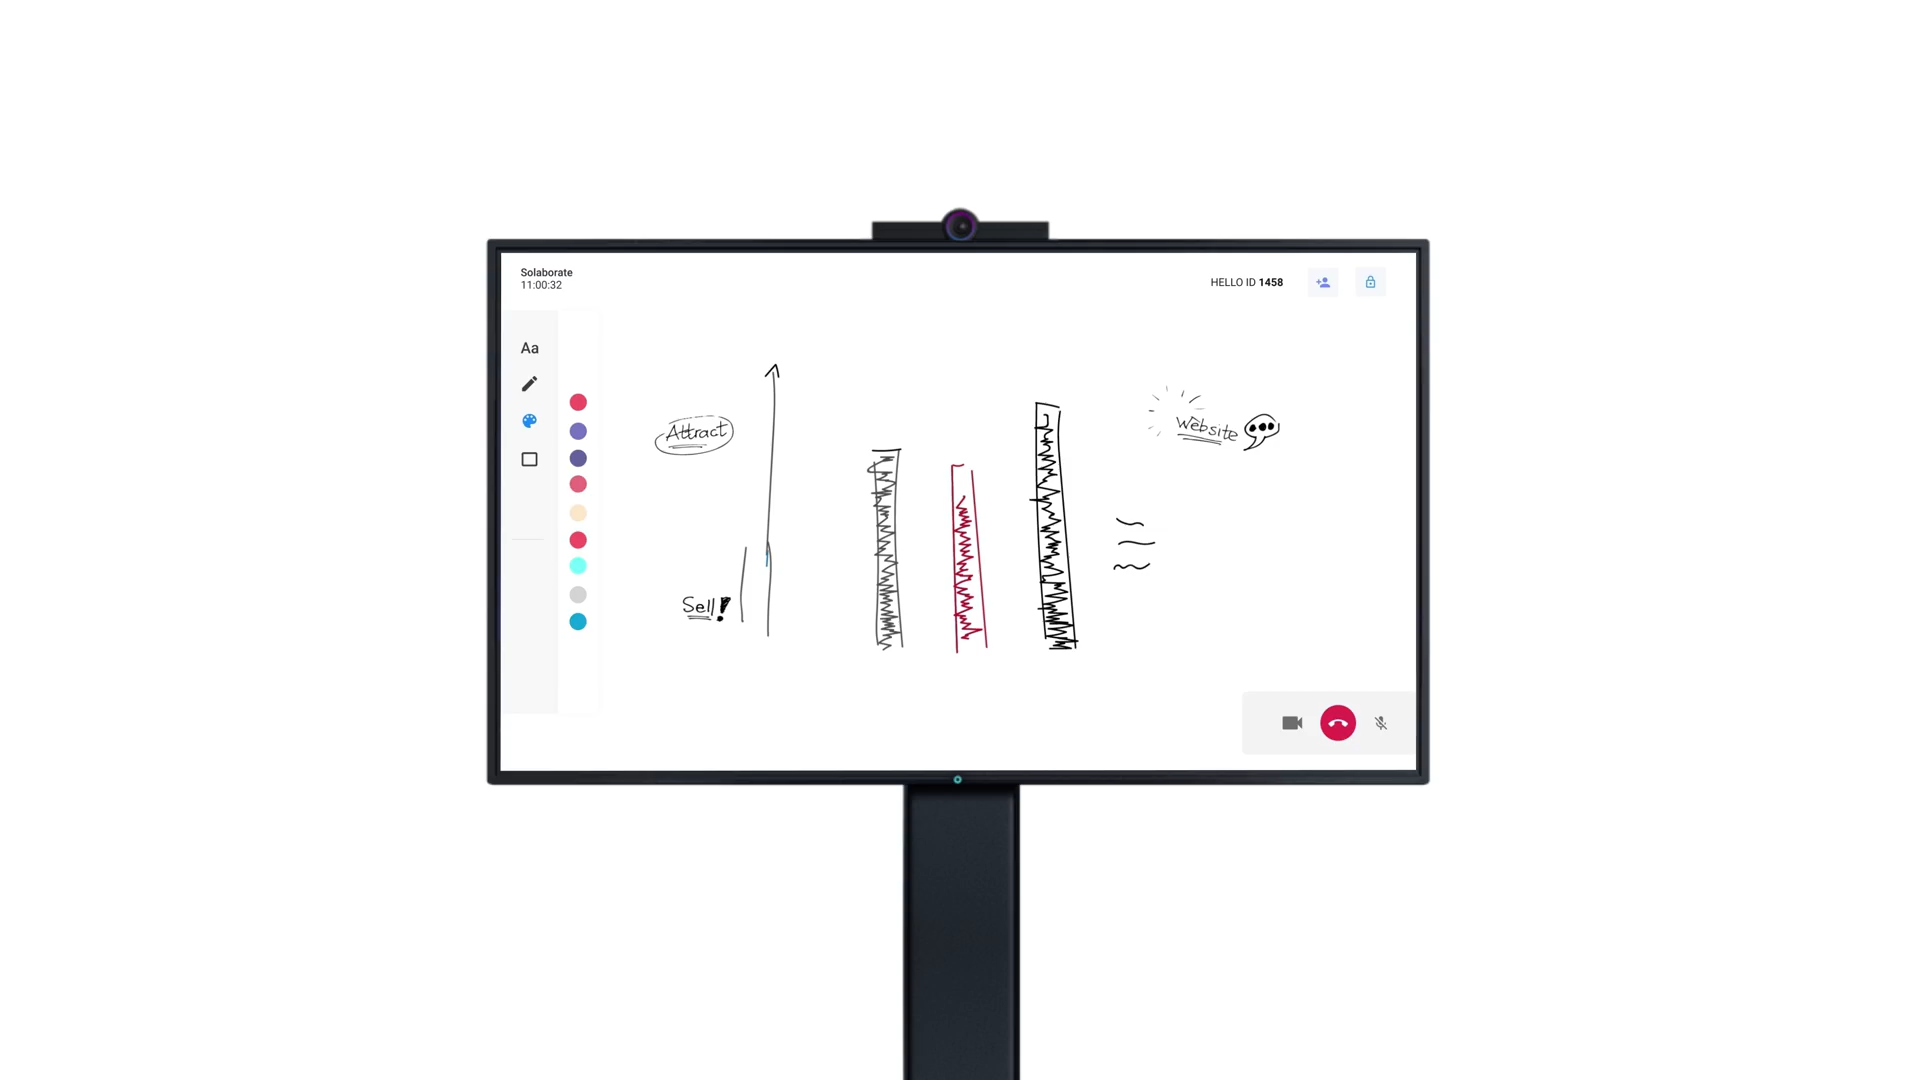 Solaborate
11:00:32
HELLO ID 1458
Aa
Attract
Website
Sell!